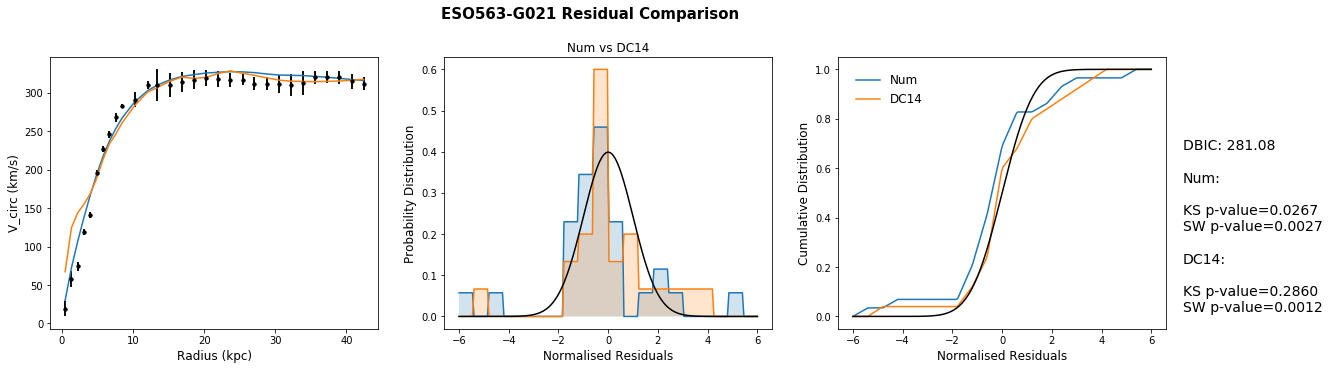 ESO563-G021 Residual Comparison
V_circ (km/s)
300
250
200
150
100
50
0
0
10
20
30
40
Radius (kpc)
Num vs DC14
Probability Distribution
0.6
0.5
0.4
0.3
0.2
0.1
0.0
−6
−4
−2
0
2
4
6
Normalised Residuals
Cumulative Distribution
1.0
0.8
0.6
0.4
0.2
0.0
Num
DC14
−6
−4
−2
0
2
4
6
Normalised Residuals
DBIC: 281.08
Num:
KS p-value=0.0267
SW p-value=0.0027
DC14:
KS p-value=0.2860
SW p-value=0.0012